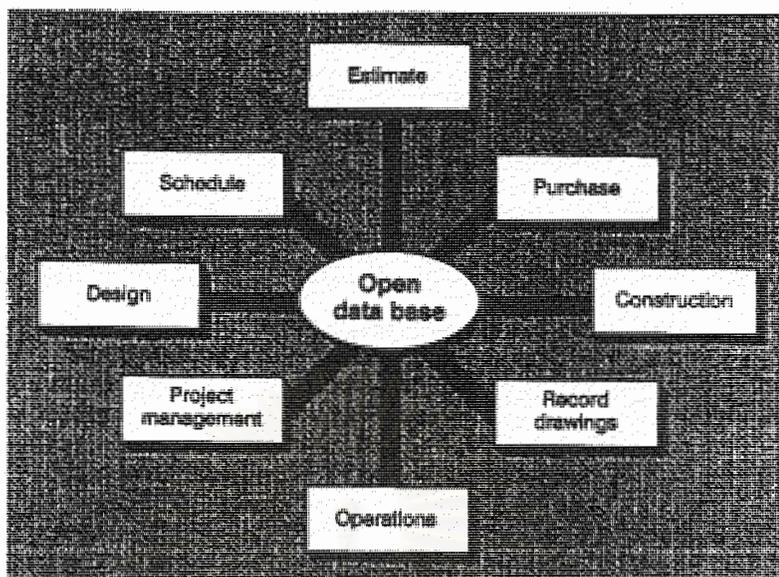 Estimate
Schedule
Purchase
Design
Open
data base
Construction
Project
management
Record
drawings
Operations